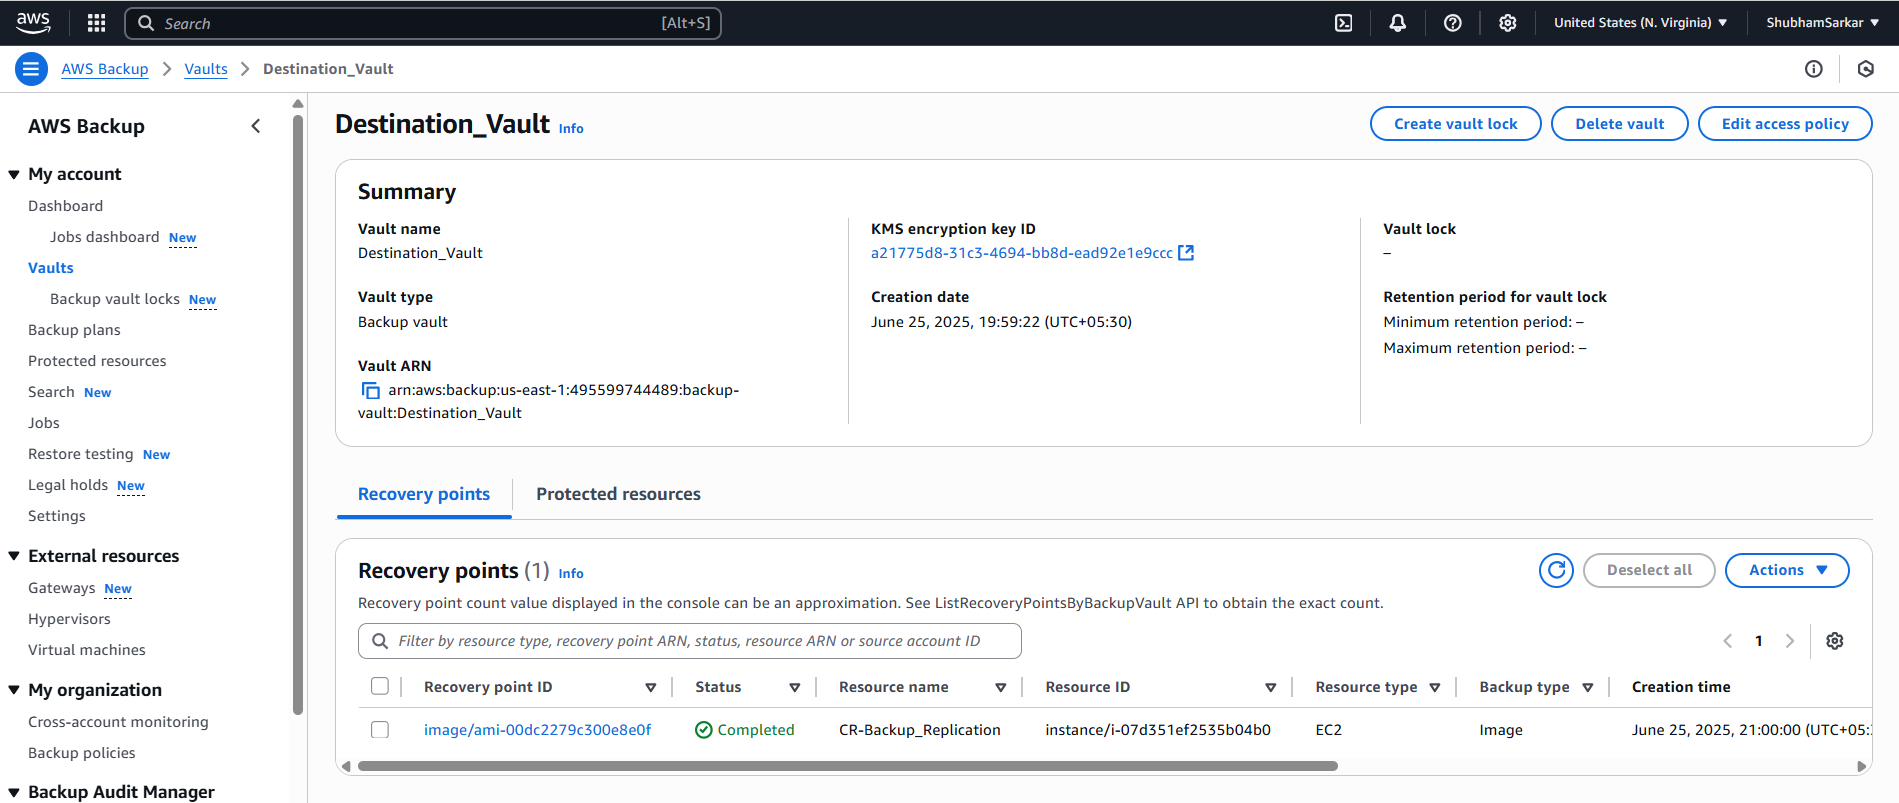 aws
Search [Alt+S]
United States (N. Virginia)
ShubhamSarkar
AWS Backup
Vaults
Destination_Vault
AWS Backup
My account
Dashboard
Jobs dashboard New
Vaults
Backup vault locks New
Backup plans
Protected resources
Search New
Jobs
Restore testing New
Legal holds New
Settings
External resources
Gateways New
Hypervisors
Virtual machines
My organization
Cross-account monitoring
Backup policies
Backup Audit Manager
Destination_Vault Info
Create vault lock
Delete vault
Edit access policy
Summary
Vault name
Destination_Vault
Vault type
Backup vault
Vault ARN
arn:aws:backup:us-east-1:495599744489:backup-
vault:Destination_Vault
KMS encryption key ID
a21775d8-31c3-4694-bb8d-ead92e1e9ccc
Creation date
June 25, 2025, 19:59:22 (UTC+05:30)
Vault lock
–
Retention period for vault lock
Minimum retention period: –
Maximum retention period: –
Recovery points
Protected resources
Recovery points (1) Info
Deselect all
Actions
Recovery point count value displayed in the console can be an approximation. See ListRecoveryPointsByBackupVault API to obtain the exact count.
Filter by resource type, recovery point ARN, status, resource ARN or source account ID
1
Recovery point ID Status Resource name Resource ID Resource type Backup type Creation time
image/ami-00dc2279c300e8e0f Completed CR-Backup_Replication instance/i-07d351ef2535b04b0 EC2 Image June 25, 2025, 21:00:00 (UTC+05: